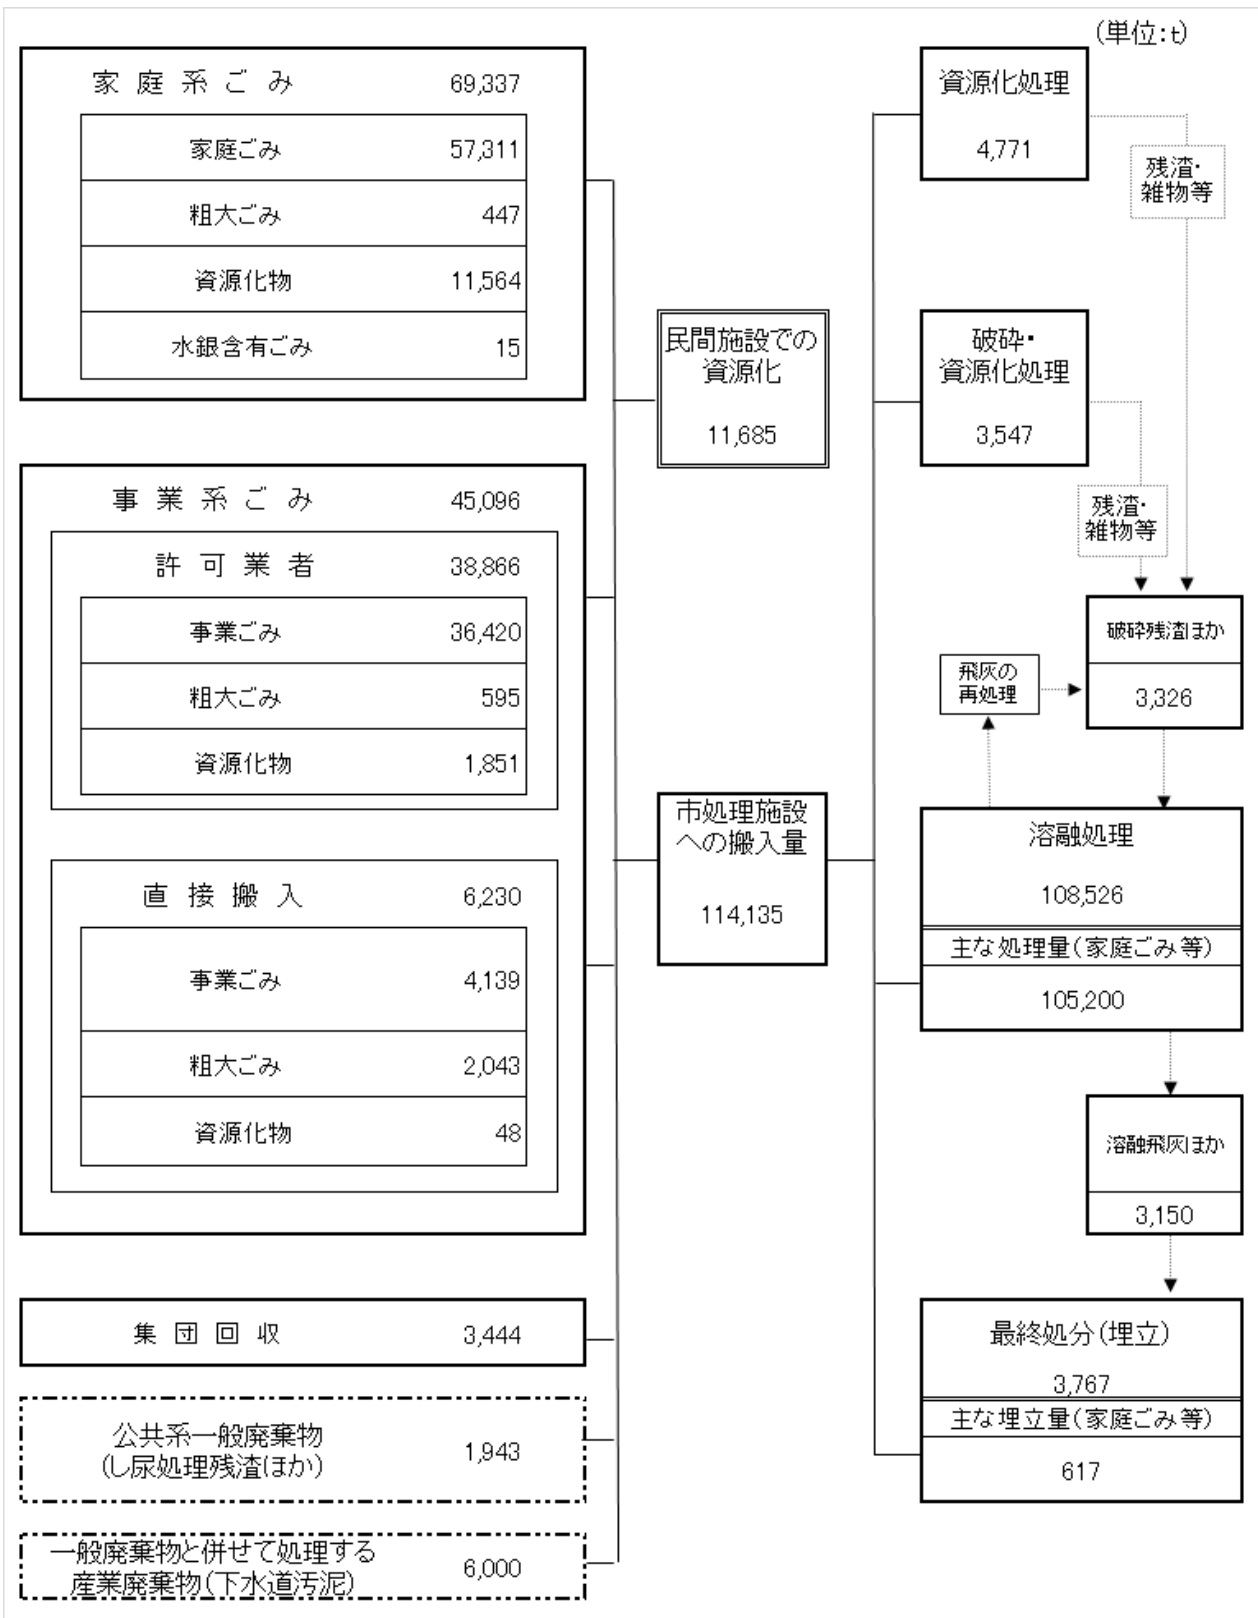 (単位:t)
家庭系ごみ 69,337
家庭ごみ 57,311
粗大ごみ 447
資源化物 11,564
水銀含有ごみ 15
事業系ごみ 45,096
許可業者 38,866
事業ごみ 36,420
粗大ごみ 595
資源化物 1,851
直接搬入 6,230
事業ごみ 4,139
粗大ごみ 2,043
資源化物 48
集団回収 3,444
公共系一般廃棄物
(し尿処理残渣ほか)
1,943
一般廃棄物と併せて処理する
産業廃棄物(下水道汚泥)
6,000
民間施設での
資源化
11,685
市処理施設
への搬入量
114,135
資源化処理
4,771
残渣・
雑物等
破砕・
資源化処理
3,547
残渣・
雑物等
破砕残渣ほか
3,326
飛灰の
再処理
溶融処理
108,526
主な処理量(家庭ごみ等)
105,200
溶融飛灰ほか
3,150
最終処分(埋立)
3,767
主な埋立量(家庭ごみ等)
617